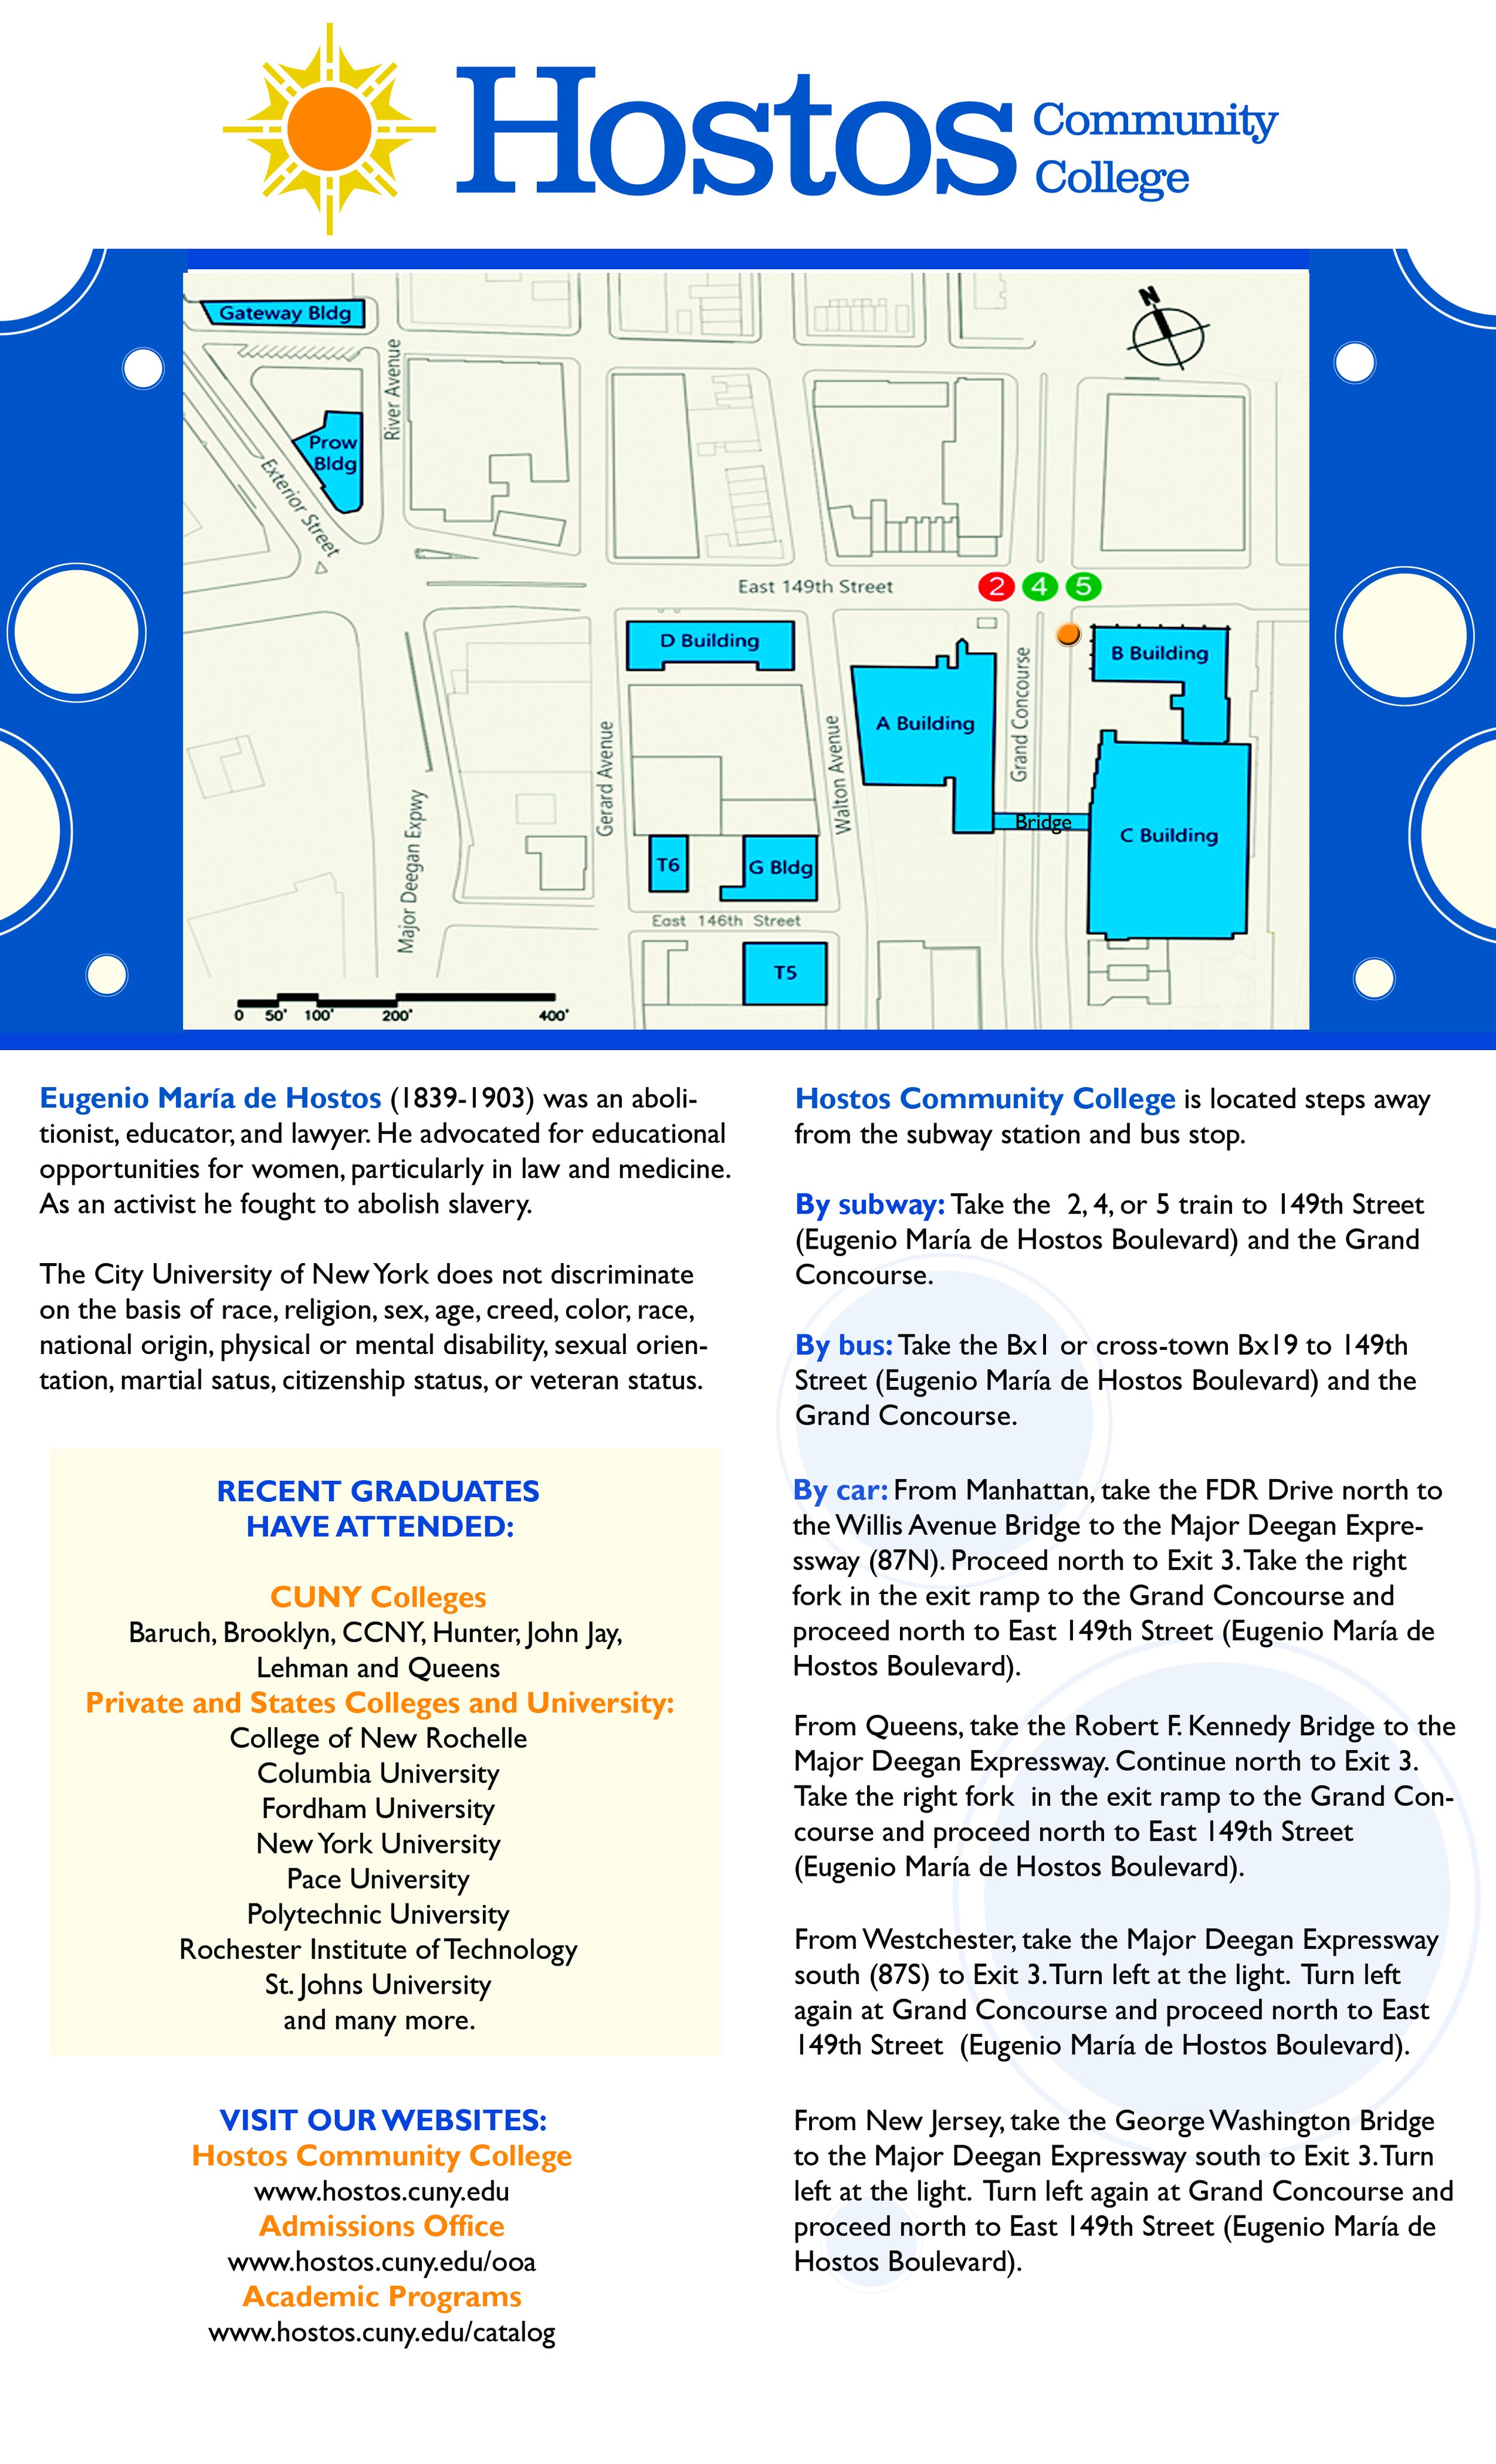 Hostos Community
College
N
Gateway Bldg
River Avenue
Prow
Bldg
Exterior Street
East 149th Street
2 4 5
D Building
B Building
A Building
Grand Concourse
Gerard Avenue
Walton Avenue
Bridge
C Building
Major Deegan Expwy
T6
G Bldg
East 146th Street
T5
0 50' 100' 200' 400'
Eugenio María de Hostos (1839-1903) was an aboli-
tionist, educator, and lawyer. He advocated for educational
opportunities for women, particularly in law and medicine.
As an activist he fought to abolish slavery.
The City University of New York does not discriminate
on the basis of race, religion, sex, age, creed, color, race,
national origin, physical or mental disability, sexual orien-
tation, martial satus, citizenship status, or veteran status.
RECENT GRADUATES
HAVE ATTENDED:
CUNY Colleges
Baruch, Brooklyn, CCNY, Hunter, John Jay,
Lehman and Queens
Private and States Colleges and University:
College of New Rochelle
Columbia University
Fordham University
New York University
Pace University
Polytechnic University
Rochester Institute of Technology
St. Johns University
and many more.
VISIT OUR WEBSITES:
Hostos Community College
www.hostos.cuny.edu
Admissions Office
www.hostos.cuny.edu/ooa
Academic Programs
www.hostos.cuny.edu/catalog
Hostos Community College is located steps away
from the subway station and bus stop.
By subway: Take the 2, 4, or 5 train to 149th Street
(Eugenio María de Hostos Boulevard) and the Grand
Concourse.
By bus: Take the Bx1 or cross-town Bx19 to 149th
Street (Eugenio María de Hostos Boulevard) and the
Grand Concourse.
By car: From Manhattan, take the FDR Drive north to
the Willis Avenue Bridge to the Major Deegan Expre-
ssway (87N). Proceed north to Exit 3. Take the right
fork in the exit ramp to the Grand Concourse and
proceed north to East 149th Street (Eugenio María de
Hostos Boulevard).
From Queens, take the Robert F. Kennedy Bridge to the
Major Deegan Expressway. Continue north to Exit 3.
Take the right fork in the exit ramp to the Grand Con-
course and proceed north to East 149th Street
(Eugenio María de Hostos Boulevard).
From Westchester, take the Major Deegan Expressway
south (87S) to Exit 3. Turn left at the light. Turn left
again at Grand Concourse and proceed north to East
149th Street (Eugenio María de Hostos Boulevard).
From New Jersey, take the George Washington Bridge
to the Major Deegan Expressway south to Exit 3. Turn
left at the light. Turn left again at Grand Concourse and
proceed north to East 149th Street (Eugenio María de
Hostos Boulevard).